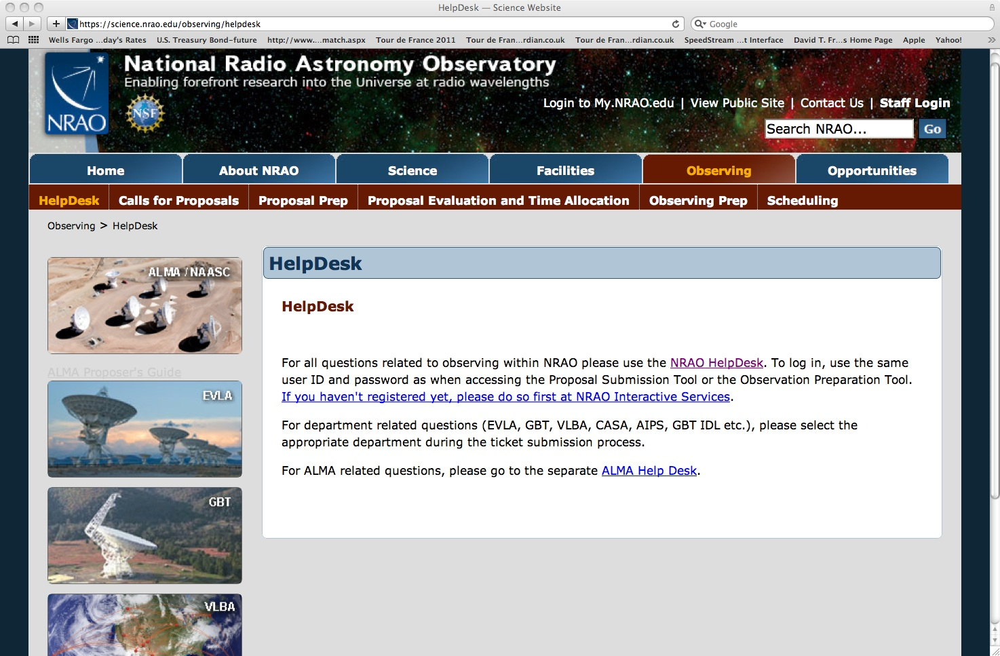 HelpDesk — Science Website
https://science.nrao.edu/observing/helpdesk
Google
Wells Fargo ...day's Rates U.S. Treasury Bond-future http://www....match.aspx Tour de France 2011 Tour de Fran...rdian.co.uk Tour de Fran...rdian.co.uk SpeedStream ...t Interface David T. Fr...s Home Page Apple Yahoo!
National Radio Astronomy Observatory
Enabling forefront research into the Universe at radio wavelengths
NRAO
NSF
Login to My.NRAO.edu | View Public Site | Contact Us | Staff Login
Search NRAO... Go
Home About NRAO Science Facilities Observing Opportunities
HelpDesk Calls for Proposals Proposal Prep Proposal Evaluation and Time Allocation Observing Prep Scheduling
Observing > HelpDesk
ALMA / NAASC
ALMA Proposer's Guide
EVLA
GBT
VLBA
HelpDesk
HelpDesk
For all questions related to observing within NRAO please use the NRAO HelpDesk. To log in, use the same
user ID and password as when accessing the Proposal Submission Tool or the Observation Preparation Tool.
If you haven't registered yet, please do so first at NRAO Interactive Services.
For department related questions (EVLA, GBT, VLBA, CASA, AIPS, GBT IDL etc.), please select the
appropriate department during the ticket submission process.
For ALMA related questions, please go to the separate ALMA Help Desk.